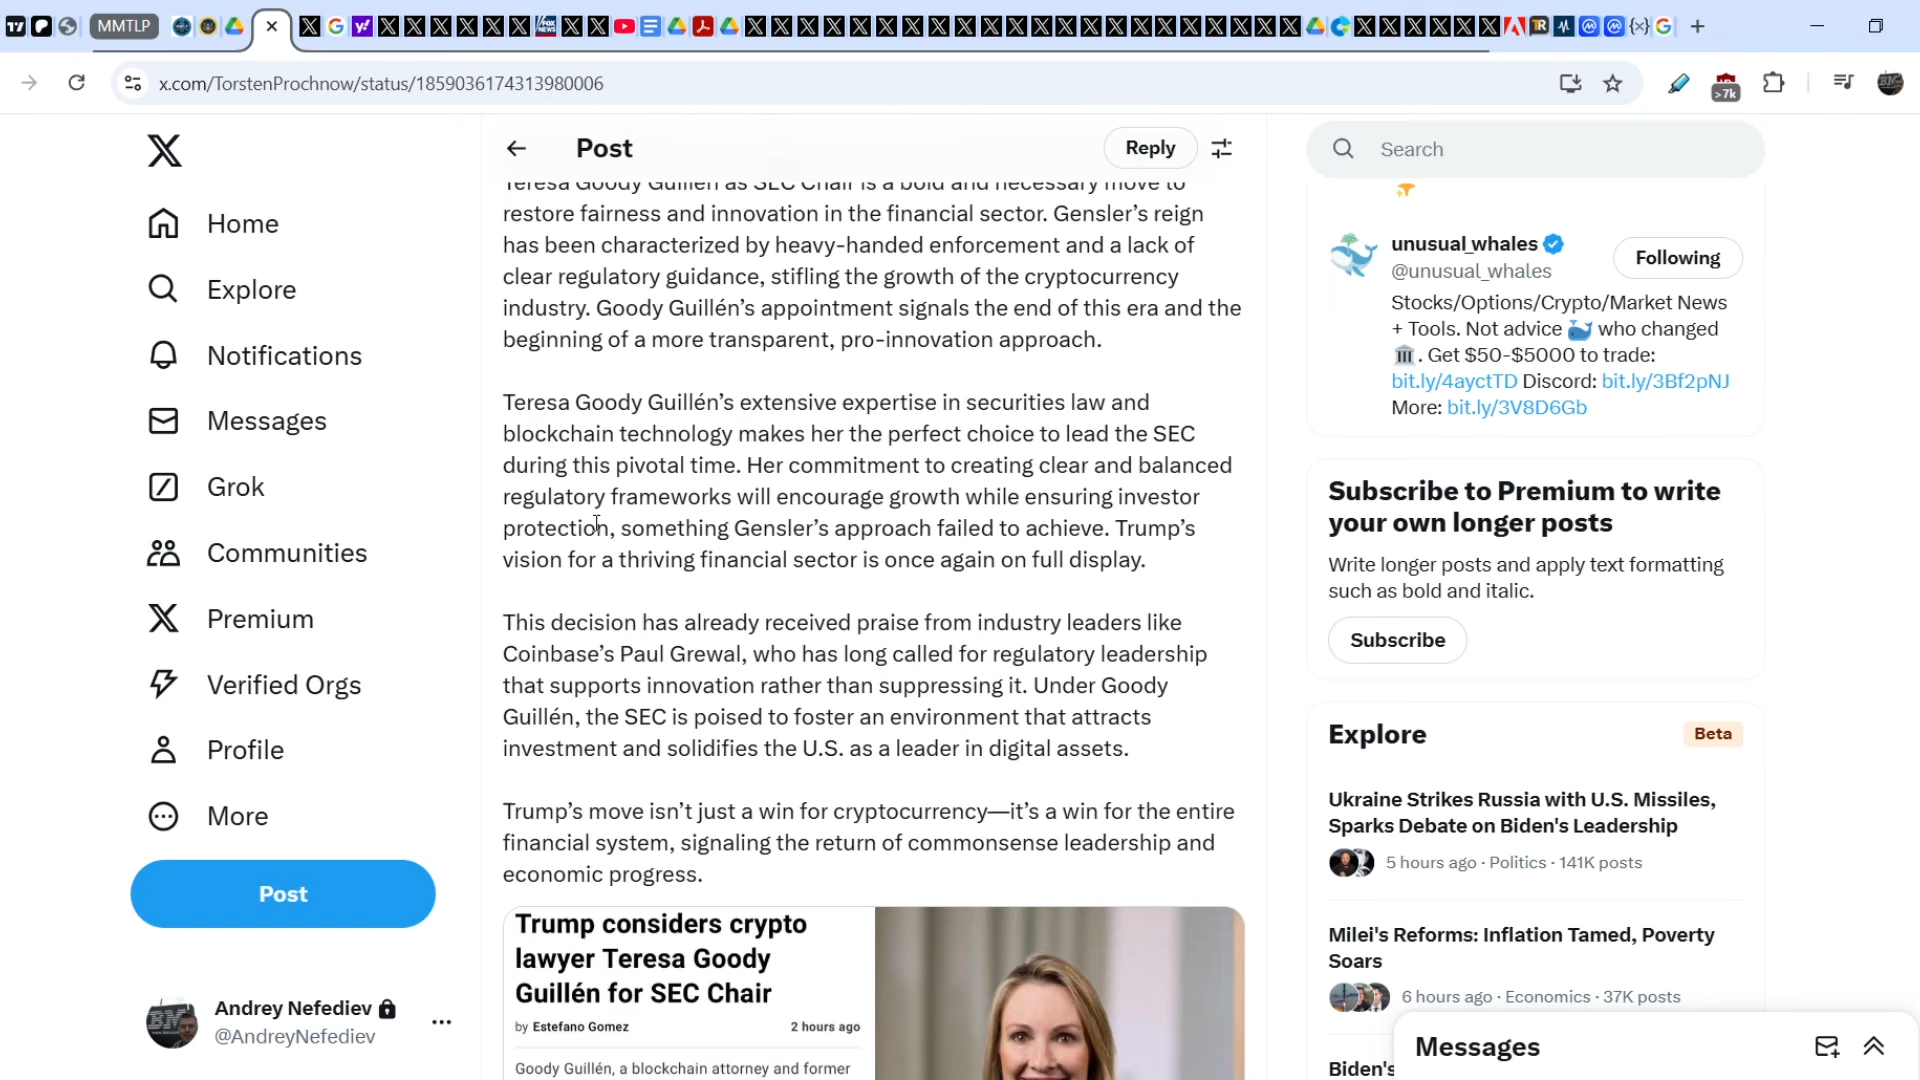 MMTLP
x.com/TorstenProchnow/status/1859036174313980006
>7k
Home
Explore
Notifications
Messages
Grok
Communities
Premium
Verified Orgs
Profile
More
Post
Andrey Nefediev
@AndreyNefediev
Post
Reply
Teresa Goody Guillén as SEC Chair is a bold and necessary move to
restore fairness and innovation in the financial sector. Gensler’s reign
has been characterized by heavy-handed enforcement and a lack of
clear regulatory guidance, stifling the growth of the cryptocurrency
industry. Goody Guillén’s appointment signals the end of this era and the
beginning of a more transparent, pro-innovation approach.
Teresa Goody Guillén’s extensive expertise in securities law and
blockchain technology makes her the perfect choice to lead the SEC
during this pivotal time. Her commitment to creating clear and balanced
regulatory frameworks will encourage growth while ensuring investor
protection, something Gensler’s approach failed to achieve. Trump’s
vision for a thriving financial sector is once again on full display.
This decision has already received praise from industry leaders like
Coinbase’s Paul Grewal, who has long called for regulatory leadership
that supports innovation rather than suppressing it. Under Goody
Guillén, the SEC is poised to foster an environment that attracts
investment and solidifies the U.S. as a leader in digital assets.
Trump’s move isn’t just a win for cryptocurrency—it’s a win for the entire
financial system, signaling the return of commonsense leadership and
economic progress.
Trump considers crypto
lawyer Teresa Goody
Guillén for SEC Chair
by Estefano Gomez 2 hours ago
Goody Guillén, a blockchain attorney and former
Search
unusual_whales
@unusual_whales
Following
Stocks/Options/Crypto/Market News
+ Tools. Not advice who changed
. Get $50-$5000 to trade:
bit.ly/4ayctTD Discord: bit.ly/3Bf2pNJ
More: bit.ly/3V8D6Gb
Subscribe to Premium to write
your own longer posts
Write longer posts and apply text formatting
such as bold and italic.
Subscribe
Explore
Beta
Ukraine Strikes Russia with U.S. Missiles,
Sparks Debate on Biden's Leadership
5 hours ago · Politics · 141K posts
Milei's Reforms: Inflation Tamed, Poverty
Soars
6 hours ago · Economics · 37K posts
Biden's
Messages